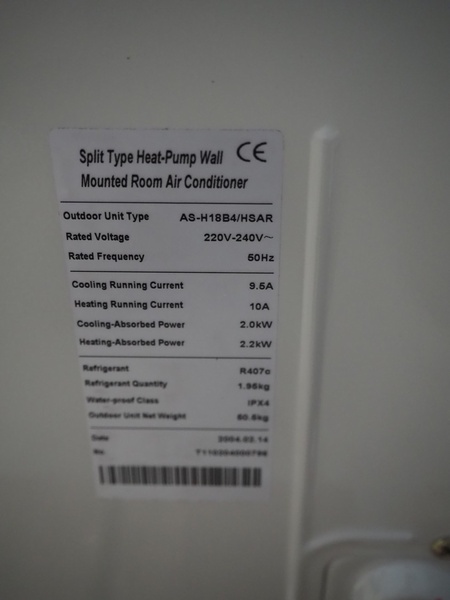 Split Type Heat-Pump Wall CE
Mounted Room Air Conditioner
Outdoor Unit Type AS-H18B4/HSAR
Rated Voltage 220V-240V~
Rated Frequency 50Hz
Cooling Running Current 9.5A
Heating Running Current 10A
Cooling-Absorbed Power 2.0kW
Heating-Absorbed Power 2.2kW
Refrigerant R407c
Refrigerant Quantity 1.95kg
Water-proof Class IPX4
Outdoor Unit Net Weight
Date 2004.02.14
No.